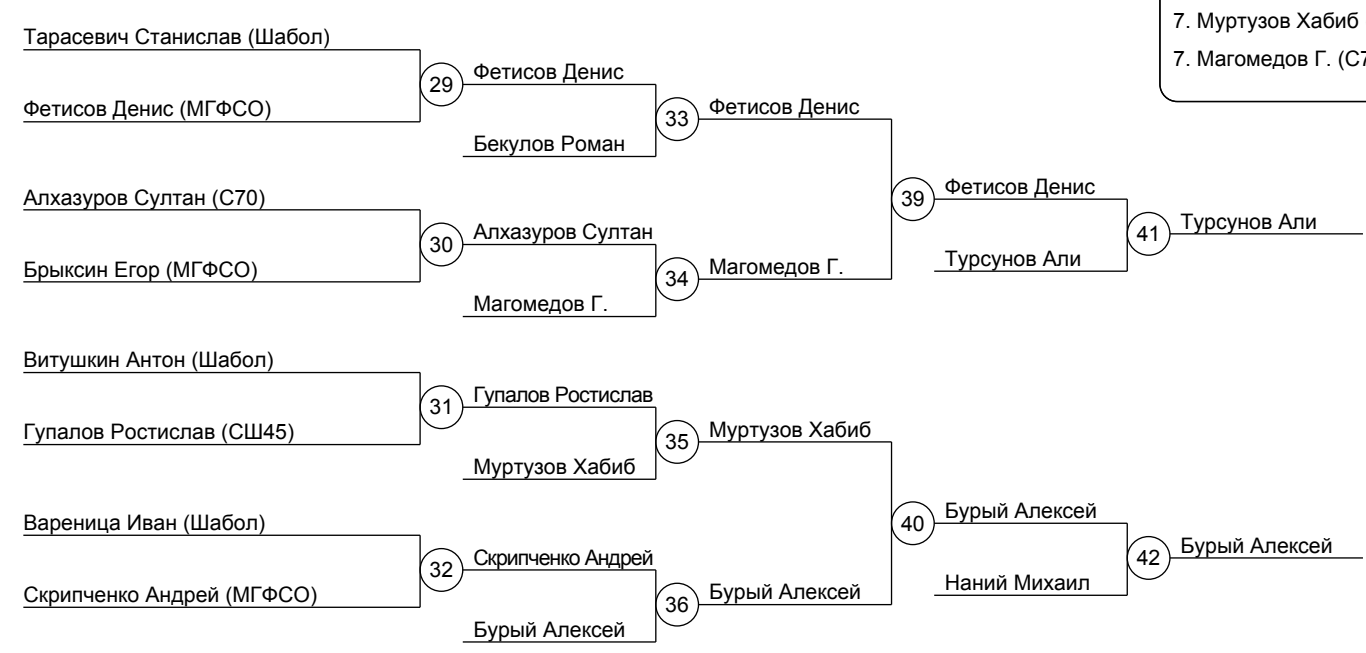 7. Муртузов Хабиб
7. Магомедов Г. (С7
Тарасевич Станислав (Шабол)
29
Фетисов Денис
Фетисов Денис (МГФСО)
33
Фетисов Денис
Бекулов Роман
Алхазуров Султан (С70)
39
Фетисов Денис
30
Алхазуров Султан
41
Турсунов Али
Брыксин Егор (МГФСО)
34
Магомедов Г.
Турсунов Али
Магомедов Г.
Витушкин Антон (Шабол)
31
Гупалов Ростислав
Гупалов Ростислав (СШ45)
35
Муртузов Хабиб
Муртузов Хабиб
Вареница Иван (Шабол)
40
Бурый Алексей
32
Скрипченко Андрей
42
Бурый Алексей
Скрипченко Андрей (МГФСО)
36
Бурый Алексей
Наний Михаил
Бурый Алексей